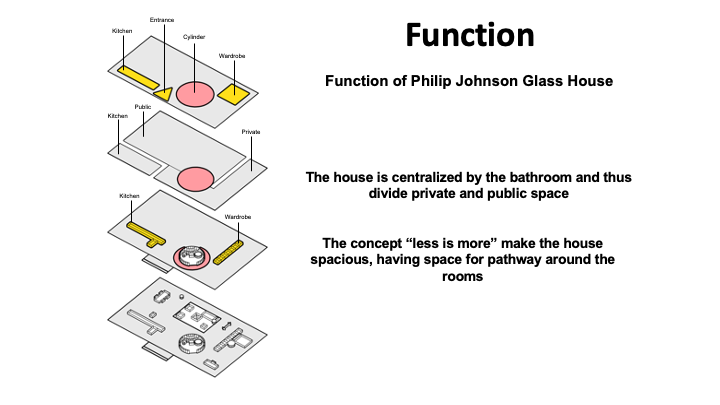 Function
Function of Philip Johnson Glass House
Entrance
Kitchen
Cylinder
Wardrobe
Public
Kitchen
Private
The house is centralized by the bathroom and thus
divide private and public space
Kitchen
Wardrobe
The concept “less is more” make the house
spacious, having space for pathway around the
rooms